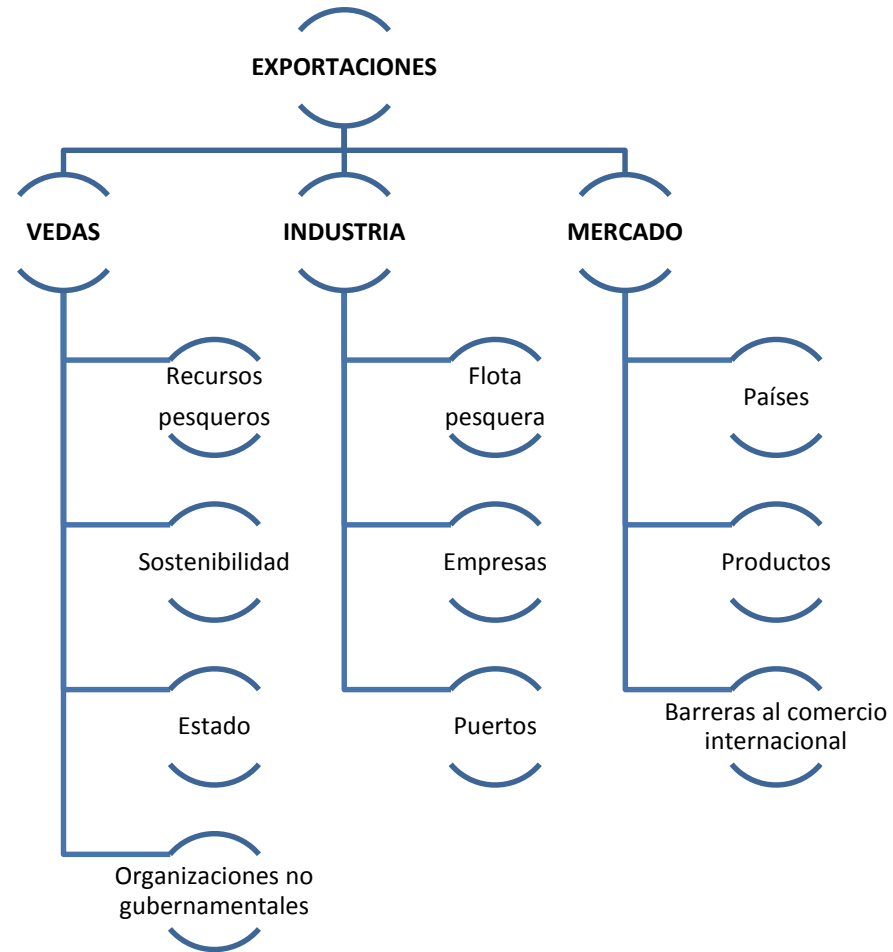 EXPORTACIONES
VEDAS
INDUSTRIA
MERCADO
Recursos
pesqueros
Flota
pesquera
Países
Sostenibilidad
Empresas
Productos
Estado
Puertos
Barreras al comercio
internacional
Organizaciones no
gubernamentales